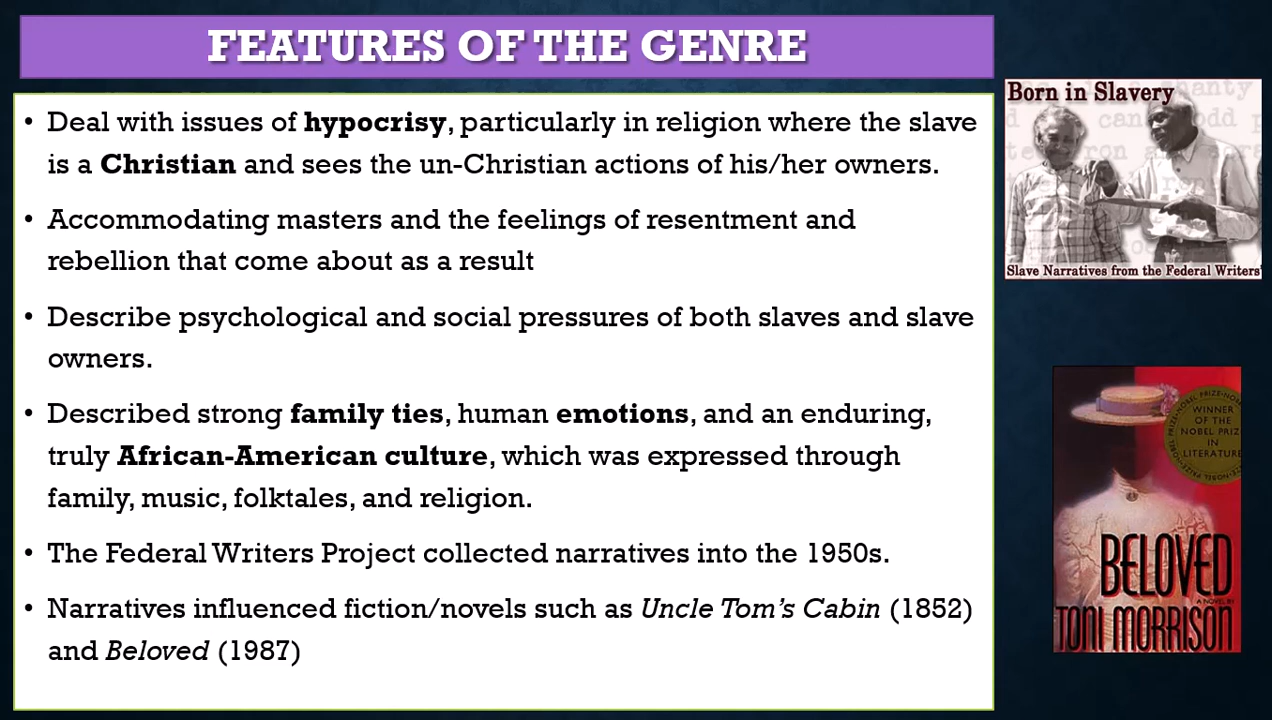 FEATURES OF THE GENRE
• Deal with issues of hypocrisy, particularly in religion where the slave
is a Christian and sees the un-Christian actions of his/her owners.
• Accommodating masters and the feelings of resentment and
rebellion that come about as a result
• Describe psychological and social pressures of both slaves and slave
owners.
• Described strong family ties, human emotions, and an enduring,
truly African-American culture, which was expressed through
family, music, folktales, and religion.
• The Federal Writers Project collected narratives into the 1950s.
• Narratives influenced fiction/novels such as Uncle Tom's Cabin (1852)
and Beloved (1987)
Born in Slavery
Slave Narratives from the Federal Writers'
WINNER
OF THE
NOBEL PRIZ
IN
LITERATURE
BELOVED
A NOVEL BY
TONI MORRISON